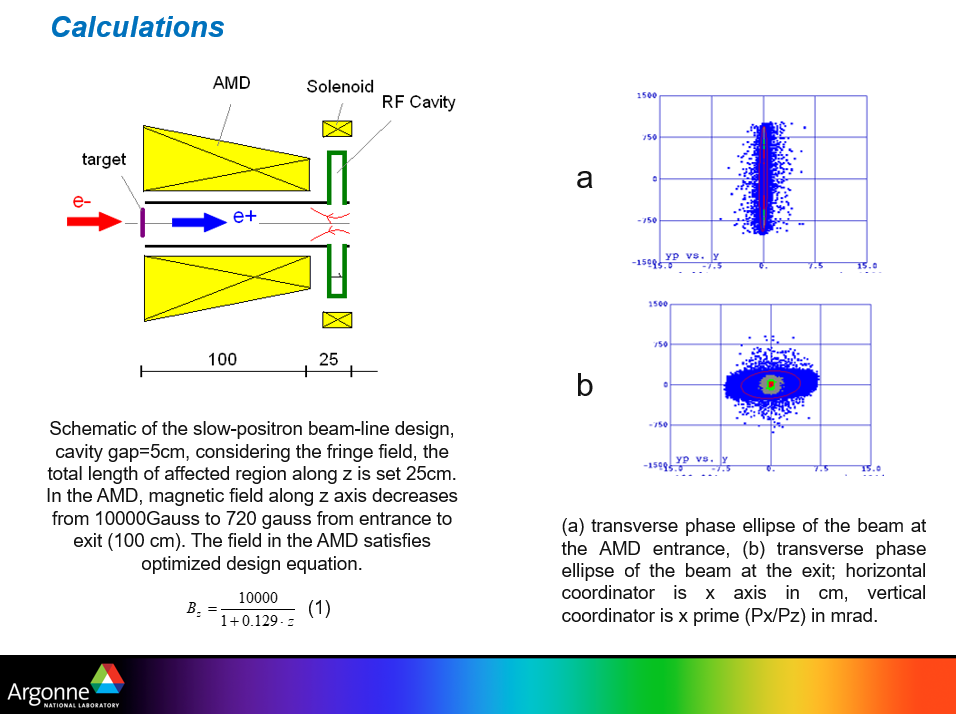 Calculations
AMD
Solenoid
RF Cavity
target
e-
e+
100
25
Schematic of the slow-positron beam-line design,
cavity gap=5cm, considering the fringe field, the
total length of affected region along z is set 25cm.
In the AMD, magnetic field along z axis decreases
from 10000Gauss to 720 gauss from entrance to
exit (100 cm). The field in the AMD satisfies
optimized design equation.
B_z = 10000 / (1+0.129·z) (1)
a
1500
750
0
-750
-1500
yp vs. y
-15.0 -7.5 0. 7.5 15.0
b
1500
750
0
-750
-1500
yp vs. y
-7.5 0. 7.5 15.0
(a) transverse phase ellipse of the beam at
the AMD entrance, (b) transverse phase
ellipse of the beam at the exit; horizontal
coordinator is x axis in cm, vertical
coordinator is x prime (Px/Pz) in mrad.
Argonne
NATIONAL LABORATORY